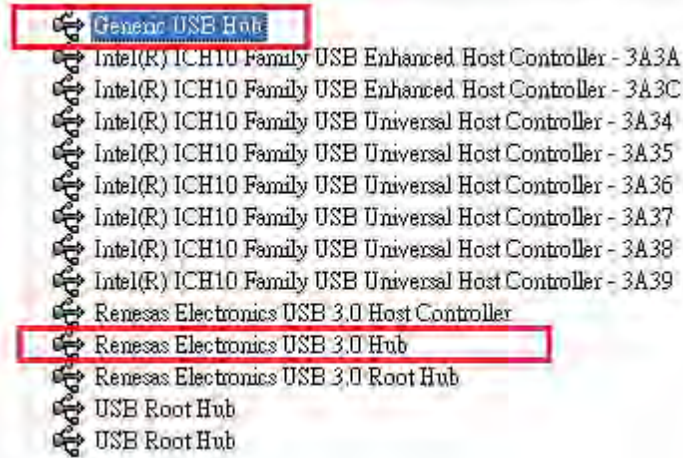 Generic USB Hub
Intel(R) ICH10 Family USB Enhanced Host Controller - 3A3A
Intel(R) ICH10 Family USB Enhanced Host Controller - 3A3C
Intel(R) ICH10 Family USB Universal Host Controller - 3A34
Intel(R) ICH10 Family USB Universal Host Controller - 3A35
Intel(R) ICH10 Family USB Universal Host Controller - 3A36
Intel(R) ICH10 Family USB Universal Host Controller - 3A37
Intel(R) ICH10 Family USB Universal Host Controller - 3A38
Intel(R) ICH10 Family USB Universal Host Controller - 3A39
Renesas Electronics USB 3.0 Host Controller
Renesas Electronics USB 3.0 Hub
Renesas Electronics USB 3.0 Root Hub
USB Root Hub
USB Root Hub